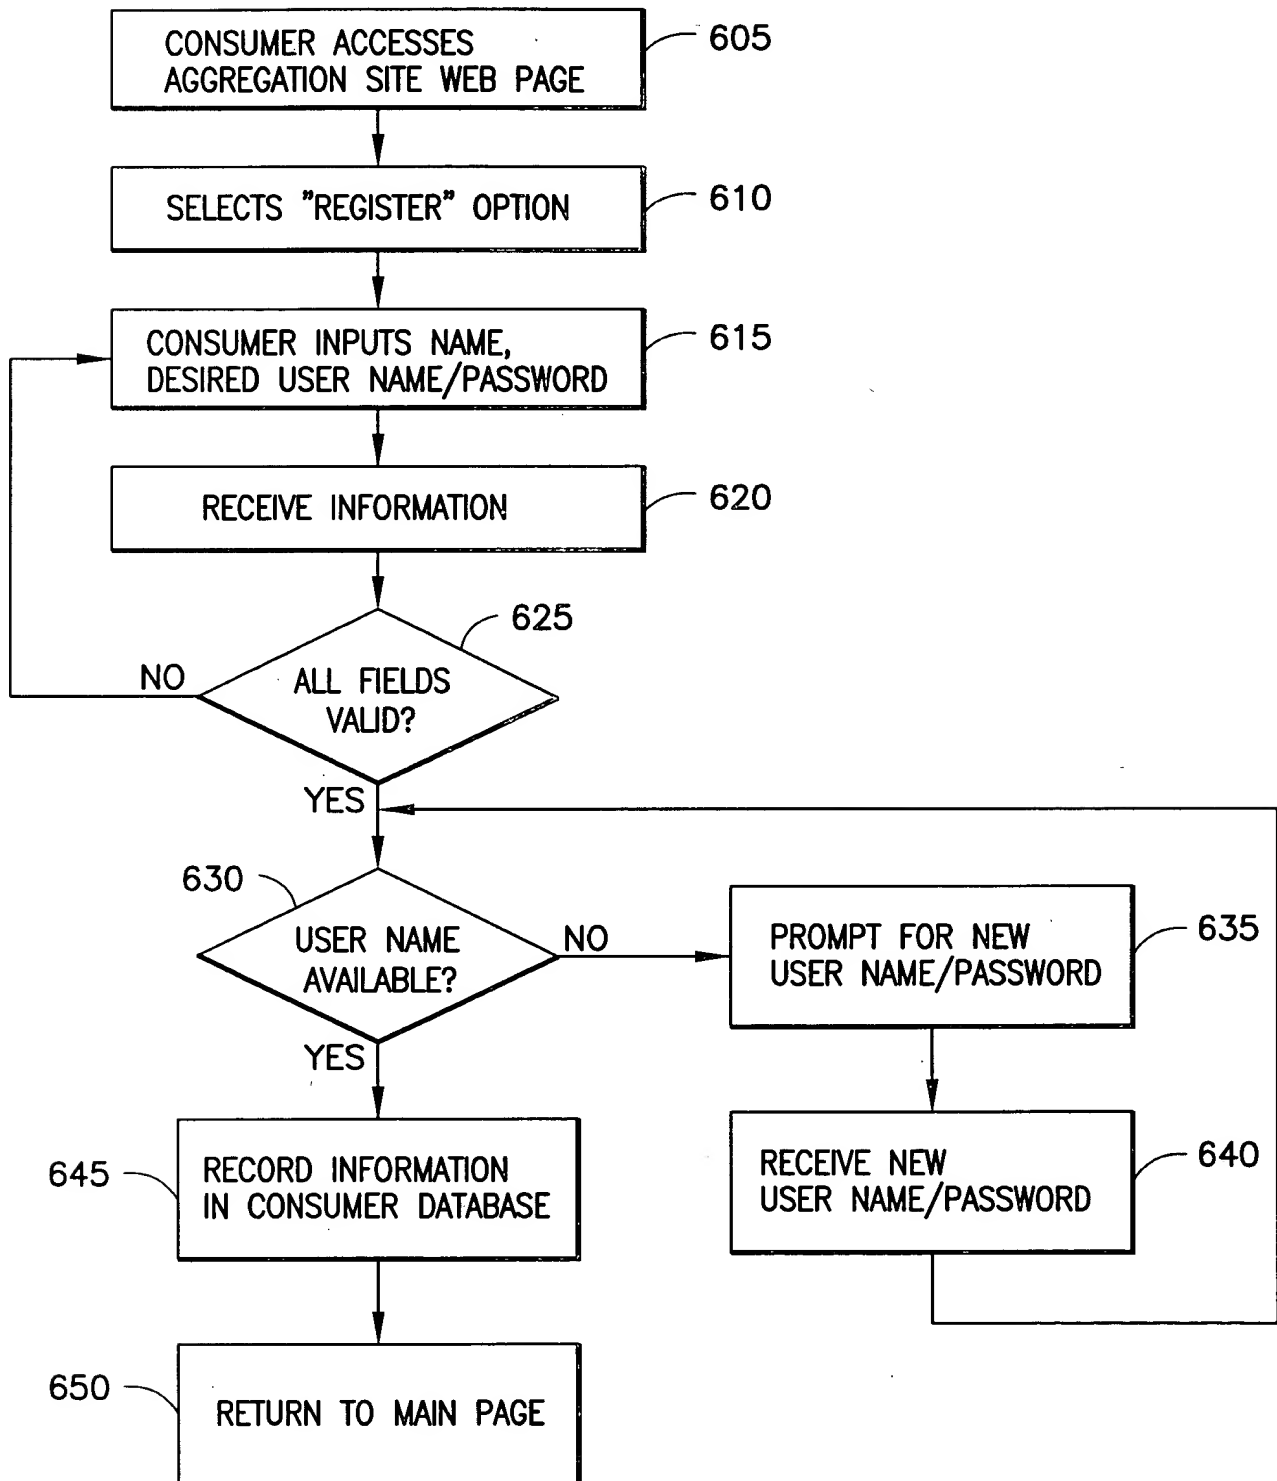 CONSUMER ACCESSES
AGGREGATION SITE WEB PAGE
605
SELECTS "REGISTER" OPTION
610
CONSUMER INPUTS NAME,
DESIRED USER NAME/PASSWORD
615
RECEIVE INFORMATION
620
625
ALL FIELDS
VALID?
NO
YES
630
USER NAME
AVAILABLE?
NO
YES
PROMPT FOR NEW
USER NAME/PASSWORD
635
RECEIVE NEW
USER NAME/PASSWORD
640
645
RECORD INFORMATION
IN CONSUMER DATABASE
650
RETURN TO MAIN PAGE